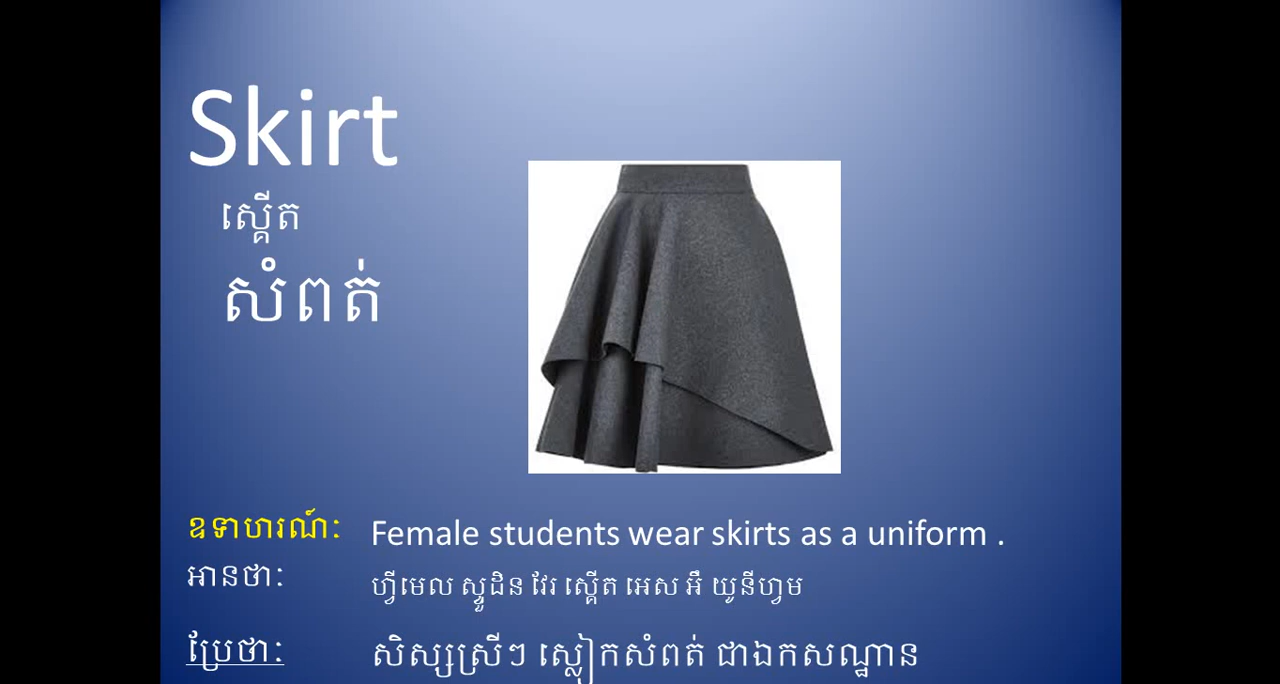 Skirt
ស្គើត
សំពត់
ឧទាហរណ៍ៈ Female students wear skirts as a uniform .
អានថាៈ ហ្វីមេល ស្ទូដិន វែរ ស្គើត អេស អឺ យូនីហ្វម
ប្រែថាៈ សិស្សស្រីៗ ស្លៀកសំពត់ ជាឯកសណ្ឋាន